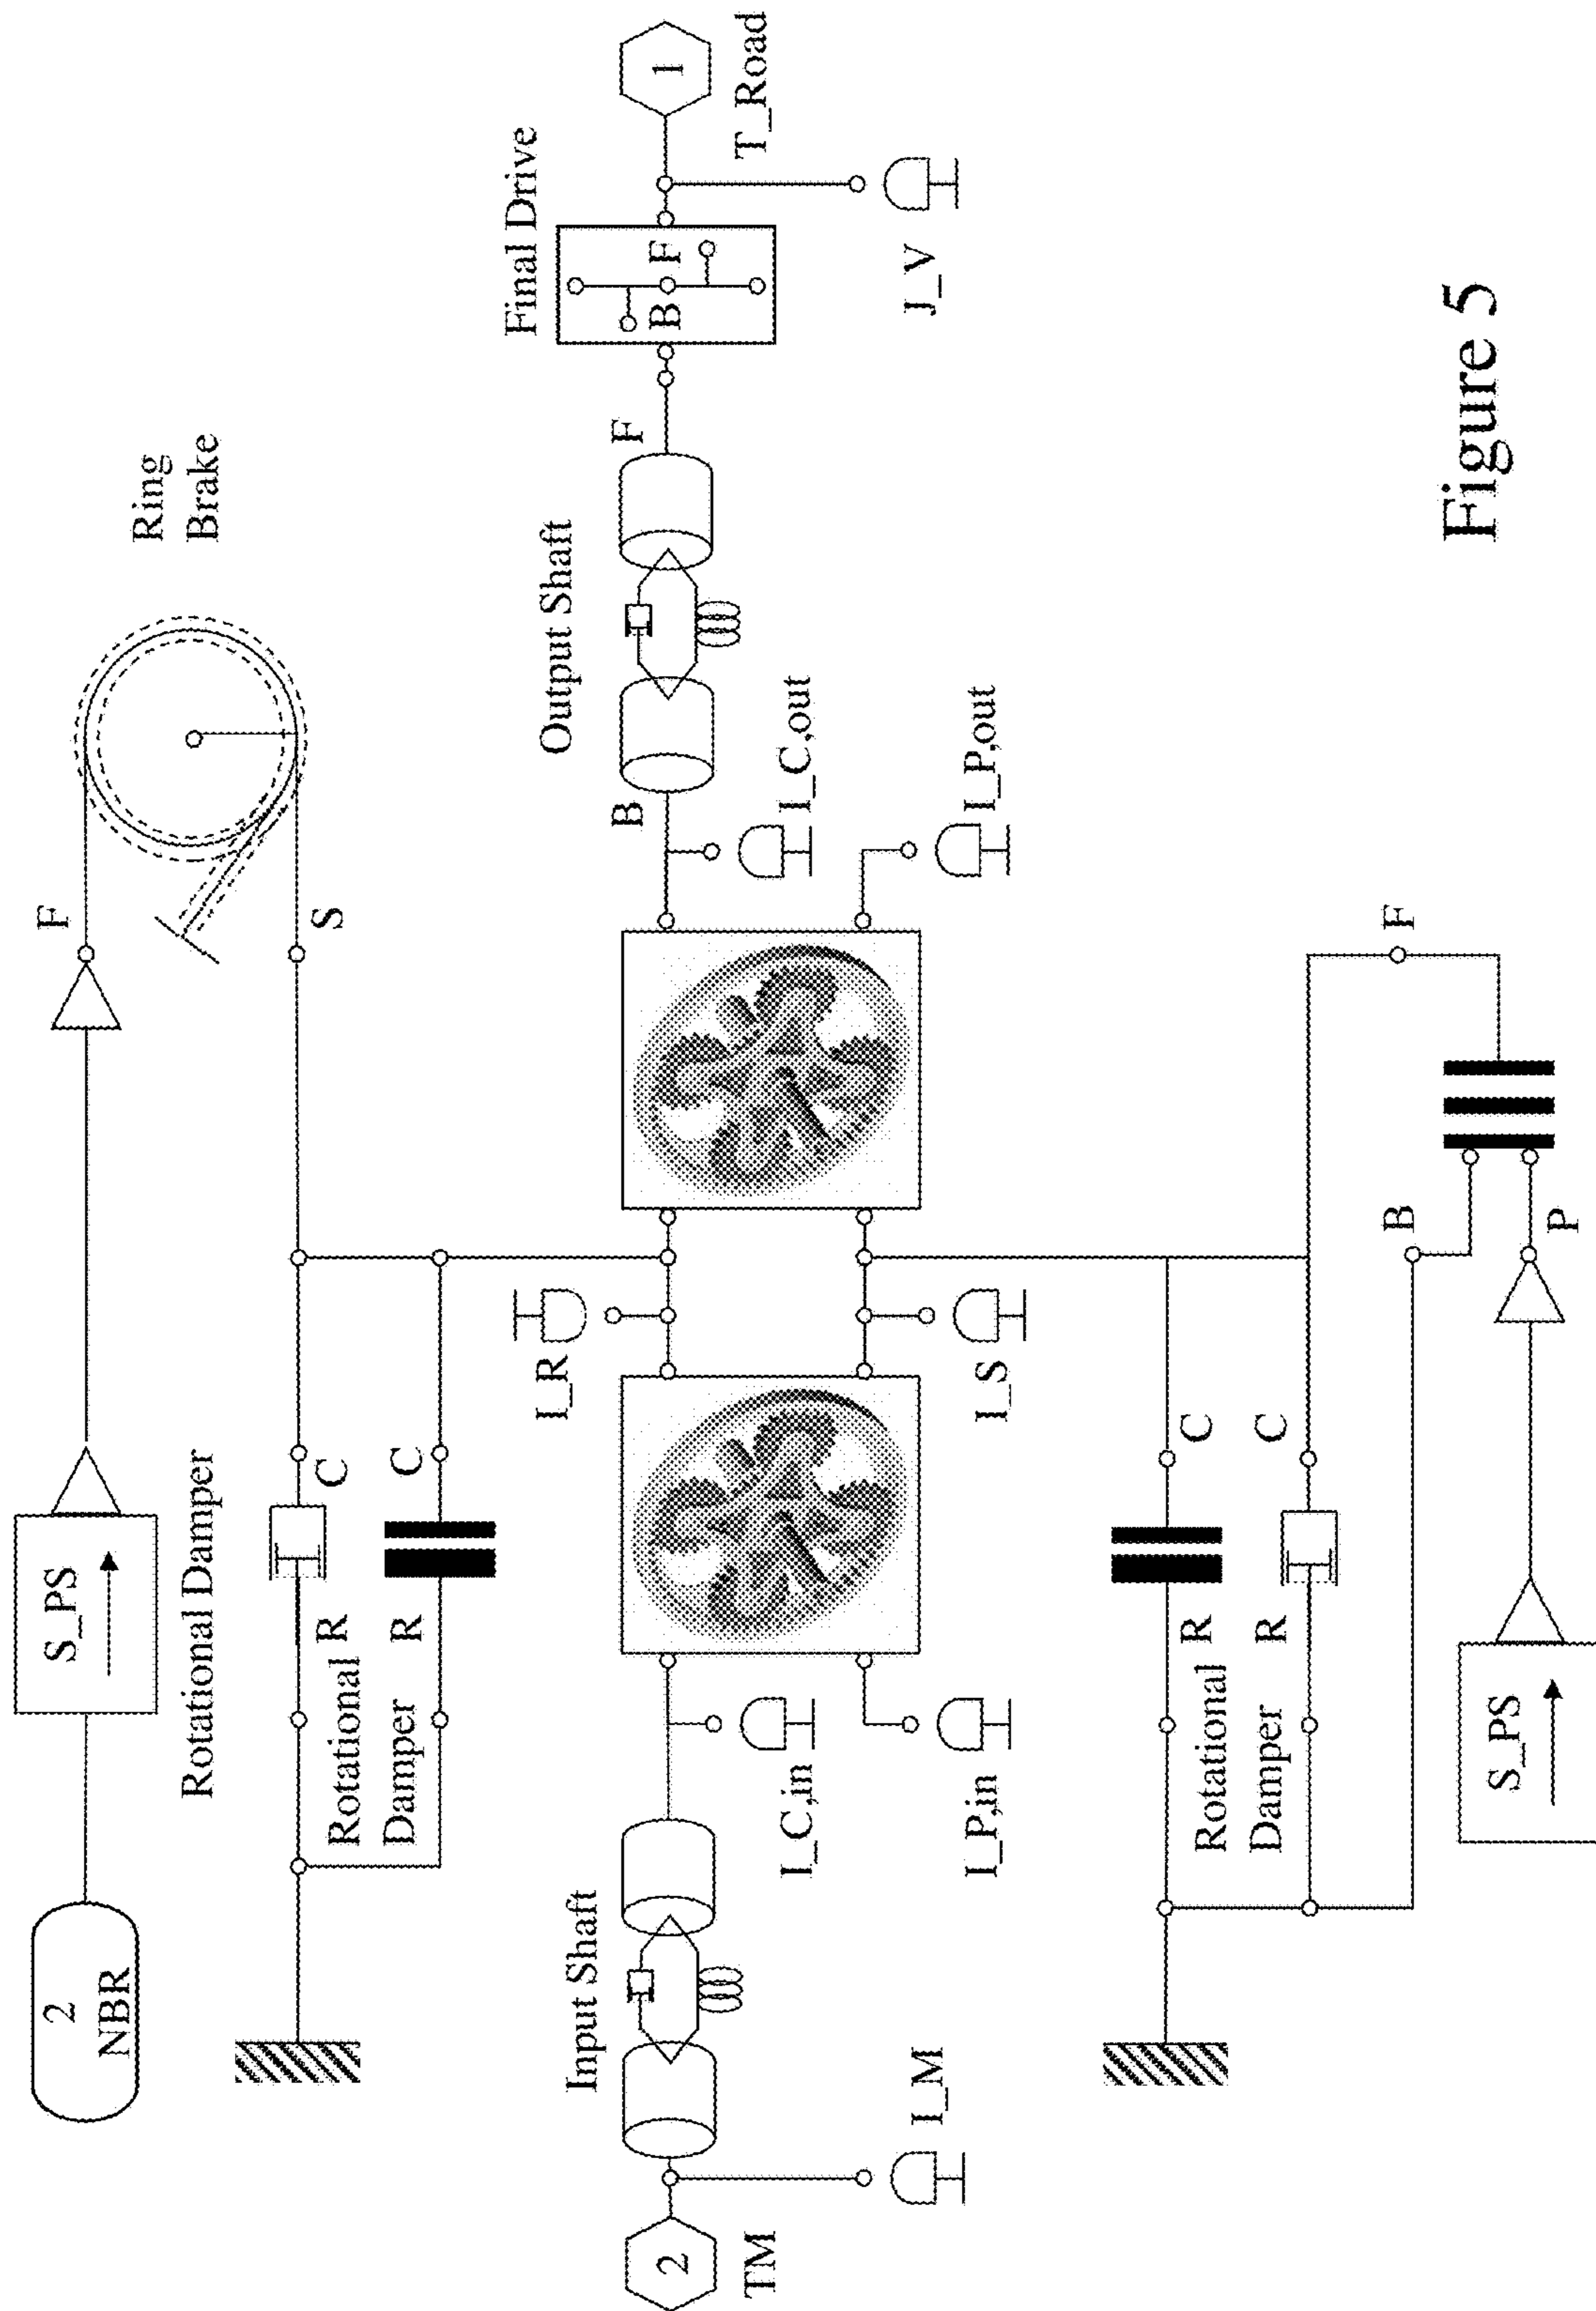 2
NBR
S_PS
F
Ring
Brake
Rotational Damper
S
R
C
Rotational
Damper
R
C
Final Drive
Output Shaft
I_R
Input Shaft
B
F
B
F
2
1
TM
T_Road
I_C,in
I_C,out
I_M
J_V
I_P,in
I_S
I_P,out
Rotational
R
C
Damper
R
C
B
F
Figure 5
S_PS
P